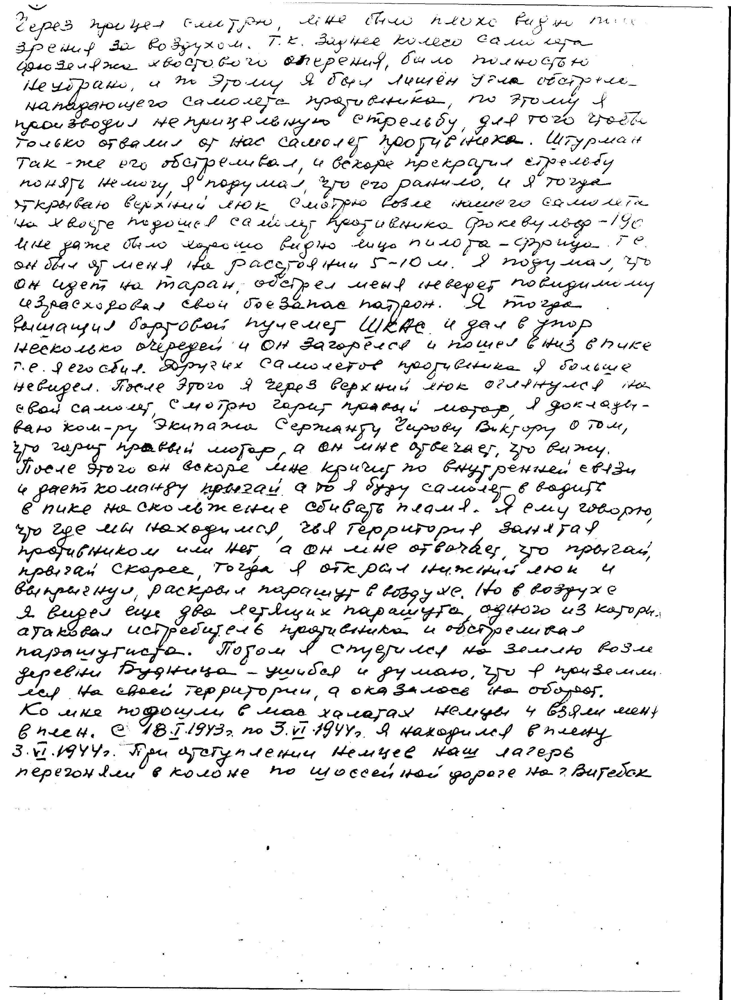 Через прицел смотрю, мне было плохо видно
зрения за воздухом. Т.к. заднее колесо самолета
фюзеляжа хвостового оперения, было полностью
неубрано, и по этому я был лишён угла обстрела
нападающего самолета противника, по этому я
производил неприцельную стрельбу, для того чтобы
только отвалил от нас самолет противника. Штурман
так-же его обстреливал, и вскоре прекратил стрельбу
понять немогу, я подумал, что его ранило, и я тогда
открываю верхний люк, смотрю возле нашего самолета
на хвосте подошел самолет противника Фокевульф-190
мне даже было хорошо видно лицо пилота-фрица т.е.
он был от меня на расстоянии 5-10 м. Я подумал, что
он идет на таран, обстрел меня неведет повидимому
израсходовал свой боезапас патрон. Я тогда
вытащил бортовой пулемет ШКАС и дал в упор
несколько очередей и он загорелся и пошел в низ в пике
т.е. я его сбил. Других самолетов противника я больше
невидел. После этого я через верхний люк оглянулся на
свой самолет, смотрю горит правый мотор, я доклады-
ваю ком-ру экипажа Сержанту Чирову Виктору о том,
что горит правый мотор, а он мне отвечает, что вижу.
После этого он вскоре мне кричит по внутренней связи
и дает команду прыгай а то я буду самолет в водить
в пике на скольжение сбивать пламя. Я ему говорю,
что где мы находимся, чья территория, занятая
противником или нет, а он мне отвечает, что прыгай,
прыгай скорее, тогда я открыл нижний люк и
выпрыгнул, раскрыл парашут в воздухе. Но в воздухе
я видел еще два летящих парашута, одного из которы
атаковал истребитель противника и обстреливал
парашутиста. Потом я спустился на землю возле
деревни Будница - ушибся и думаю, что я приземли
лся на своей территории, а оказалось на оборот.
Ко мне подошли в мас халатах немцы и взяли меня
в плен. С 18.I.1943г. по 3.VI.1944г. я находился в плену
3.VI.1944г. При отступлении немцев наш лагерь
перегоняли в колоне по шоссейной дороге на г. Витебск